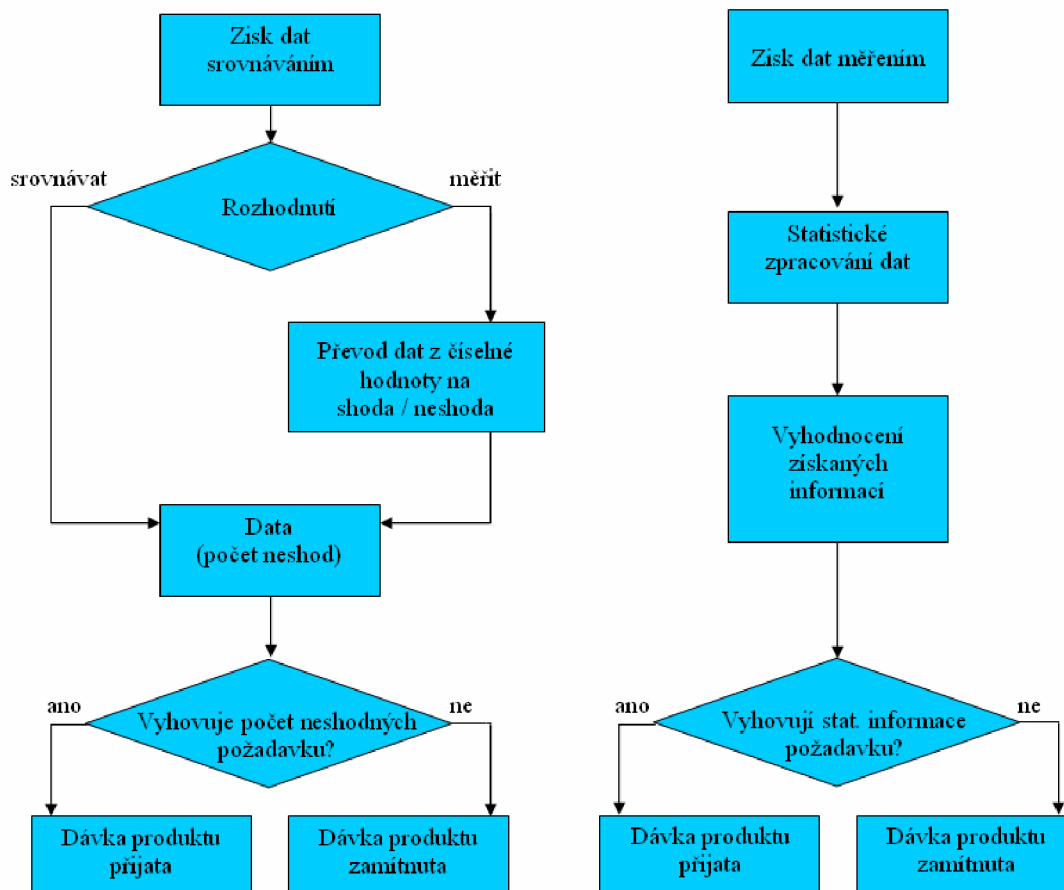 Zisk dat
srovnáváním
srovnávat
měřit
Rozhodnutí
Převod dat z číselné
hodnoty na
shoda / neshoda
Data
(počet neshod)
ano
ne
Vyhovuje počet neshodných
požadavku?
Dávka produktu
přijata
Dávka produktu
zamítnuta
Zisk dat měřením
Statistické
zpracování dat
Vyhodnocení
získaných
informací
ano
ne
Vyhovují stat. informace
požadavku?
Dávka produktu
přijata
Dávka produktu
zamítnuta